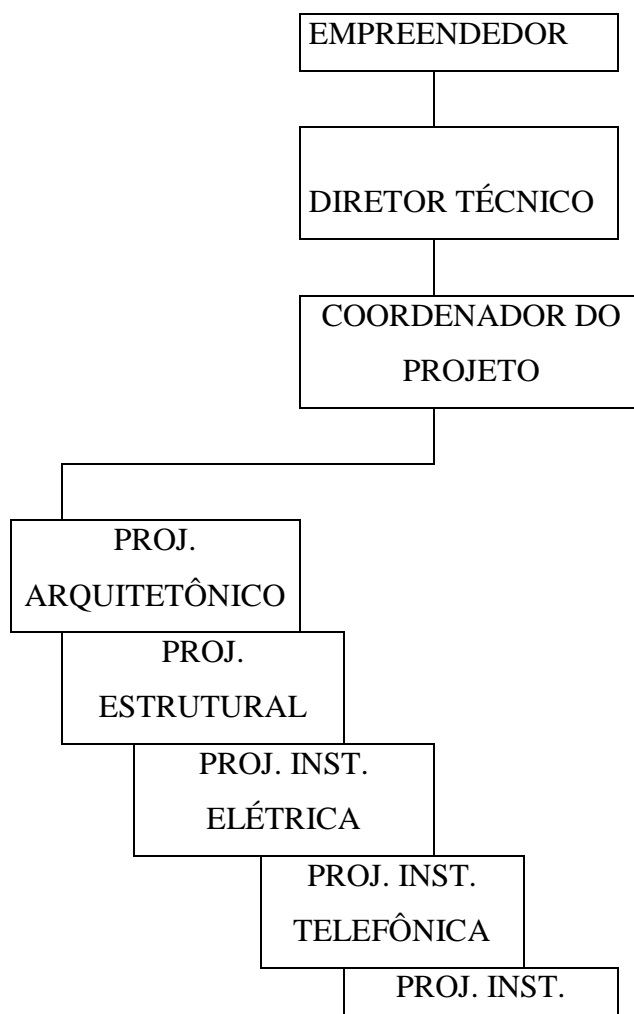 EMPREENDEDOR
DIRETOR TÉCNICO
COORDENADOR DO
PROJETO
PROJ.
ARQUITETÔNICO
PROJ.
ESTRUTURAL
PROJ. INST.
ELÉTRICA
PROJ. INST.
TELEFÔNICA
PROJ. INST.